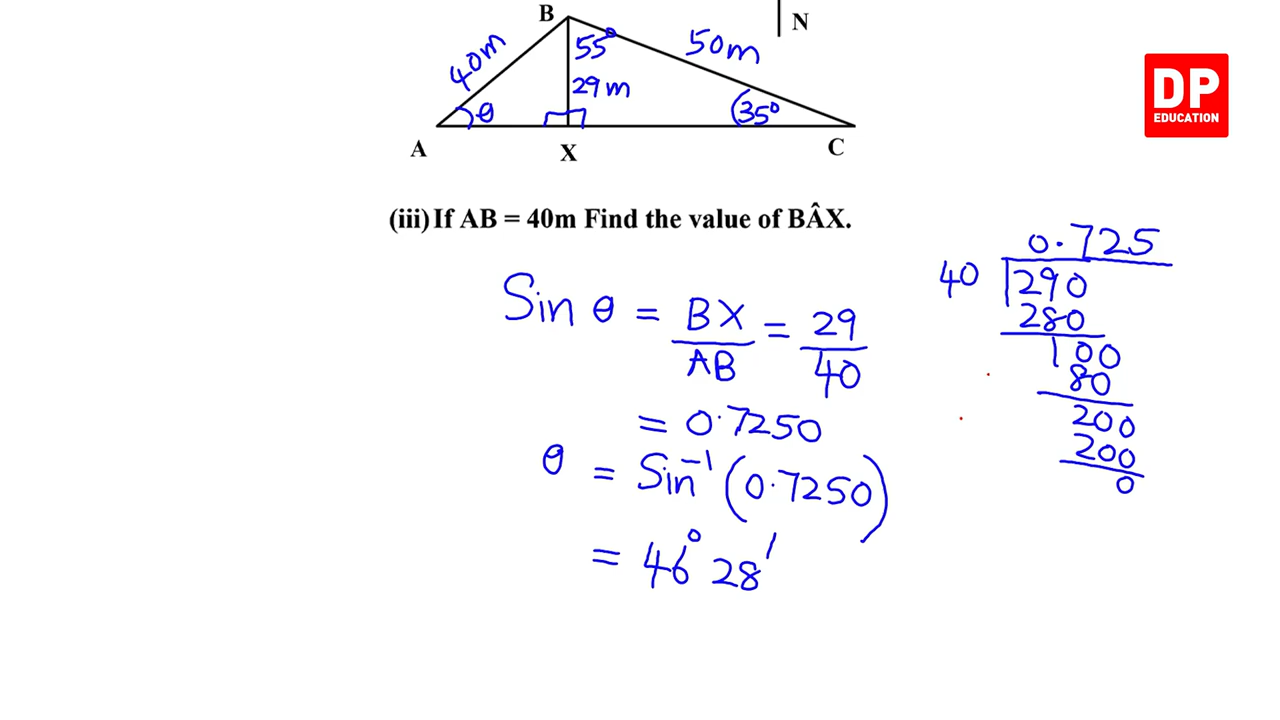 B
N
40m
55°
50m
29m
θ
35°
A
X
C
DP
EDUCATION
(iii) If AB = 40m Find the value of BÂX.
Sin θ = BX/AB = 29/40
= 0.7250
θ = Sin⁻¹ (0.7250)
= 46° 28'
0.725
40 290
280
100
80
200
200
0